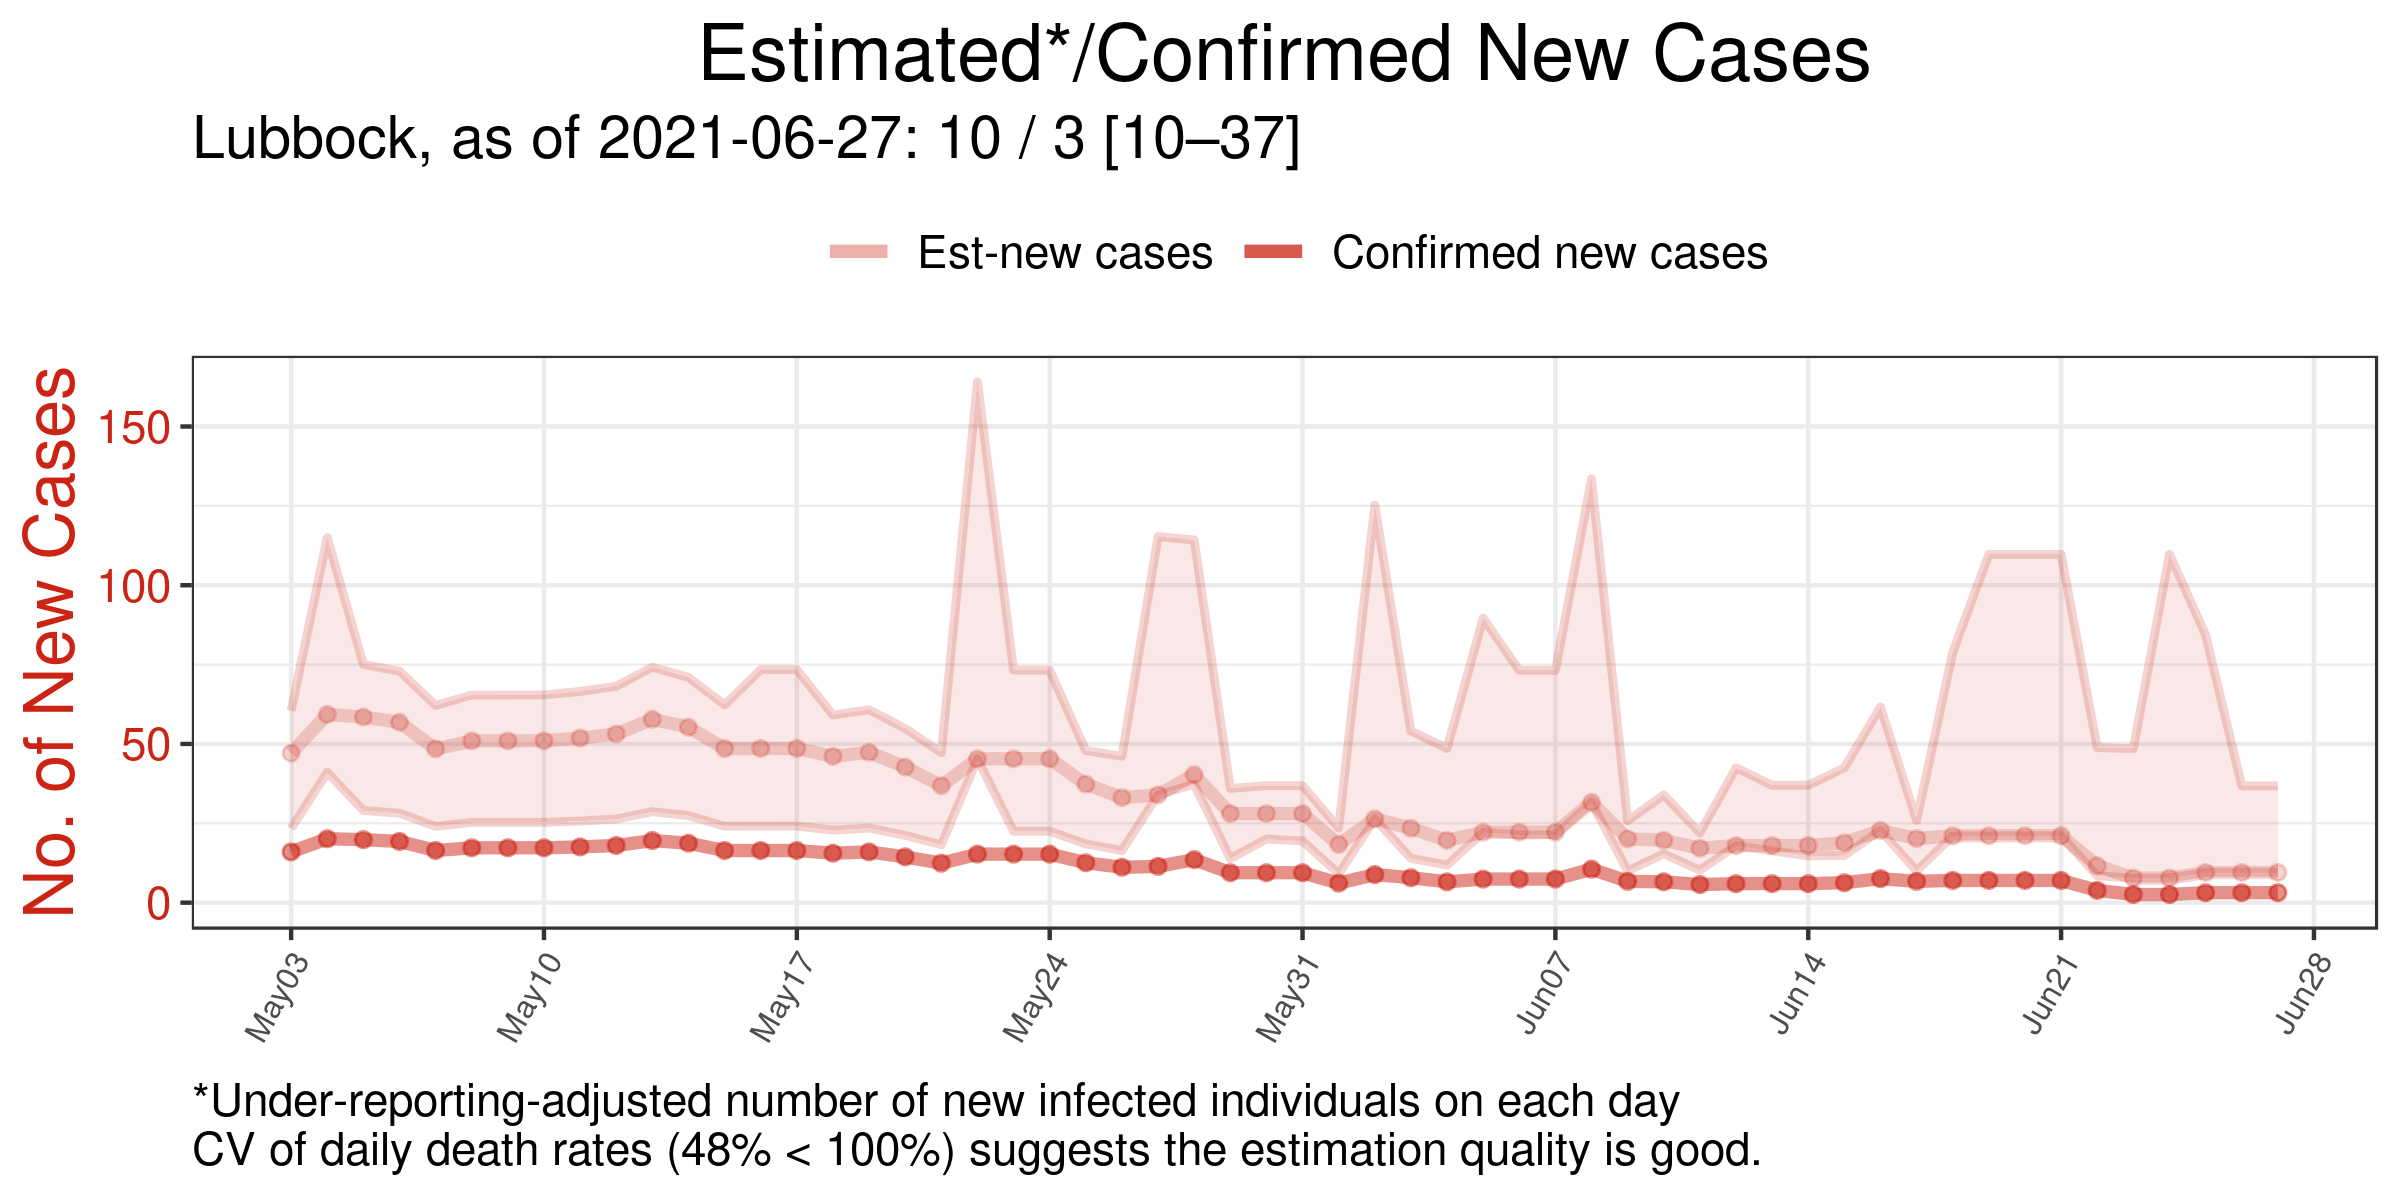 Estimated*/Confirmed New Cases
Lubbock, as of 2021-06-27: 10 / 3 [10–37]
Est-new cases
Confirmed new cases
No. of New Cases
150
100
50
0
May03
May10
May17
May24
May31
Jun07
Jun14
Jun21
Jun28
*Under-reporting-adjusted number of new infected individuals on each day
CV of daily death rates (48% < 100%) suggests the estimation quality is good.